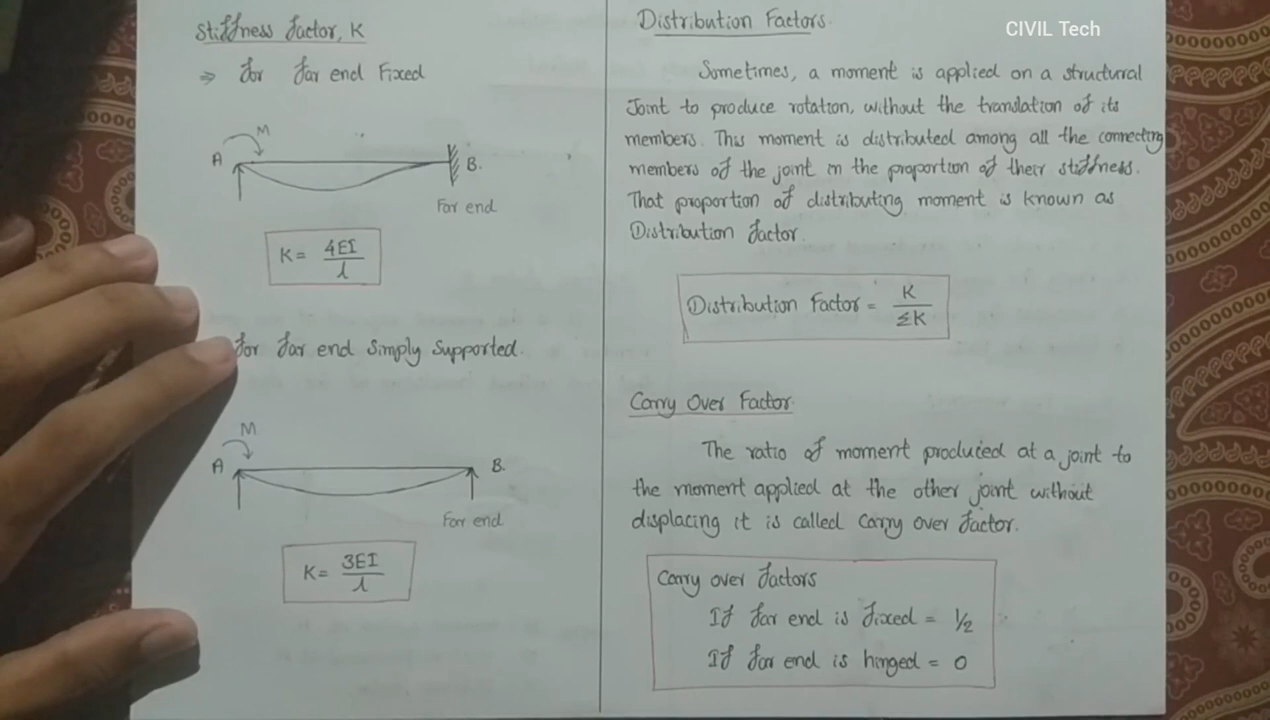 Stiffness factor, K
⇒ for far end Fixed
M
A
B.
Far end
K = 4EI / l
for far end Simply Supported.
M
A
B.
Farr end
K = 3EI / l
CIVIL Tech
Distribution Factors.
Sometimes, a moment is applied on a structural
Joint to produce rotation, without the translation of its
members. This moment is distributed among all the connecting
members of the joint in the proportion of their stiffness.
That proportion of distributing moment is known as
Distribution factor.
Distribution Factor = K / ΣK
Carry Over Factor
The ratio of moment produced at a joint to
the moment applied at the other joint without
displacing it is called Carry over factor.
Carry over factors
If far end is fixed = 1/2
If far end is hinged = 0